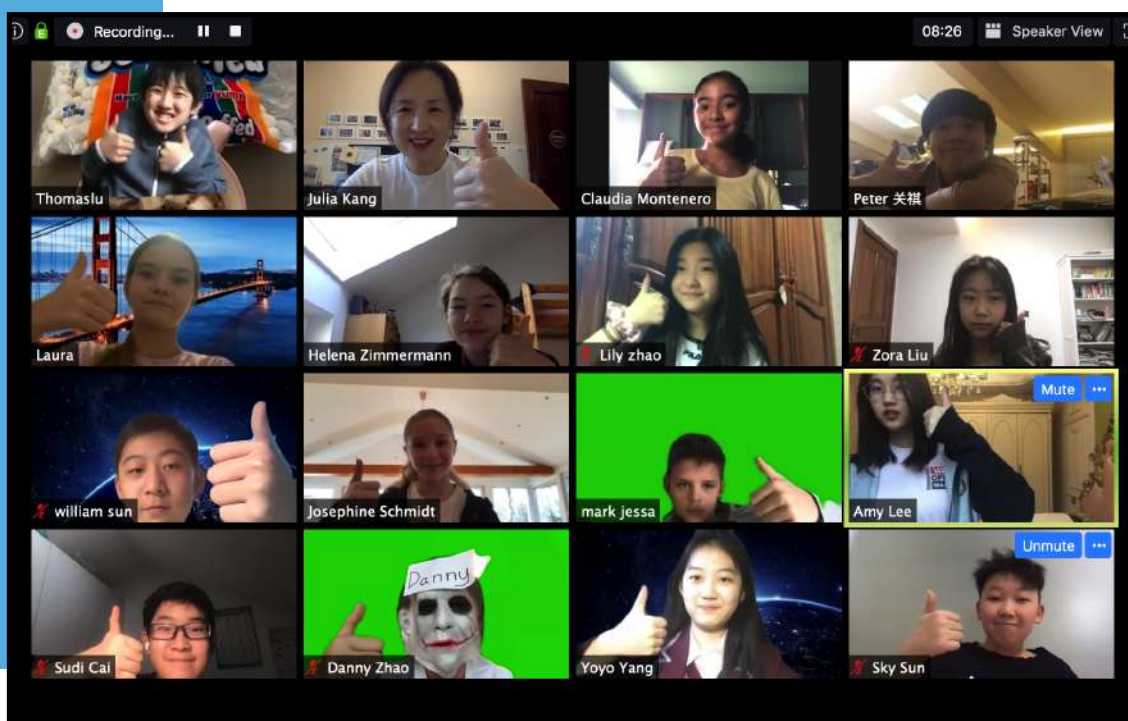 Recording...
08:26
Speaker View
Thomaslu
Julia Kang
Claudia Montenero
Peter 关祺
Laura
Helena Zimmermann
Lily zhao
Zora Liu
Mute
william sun
Josephine Schmidt
mark jessa
Amy Lee
Unmute
Danny
Sudi Cai
Danny Zhao
Yoyo Yang
Sky Sun